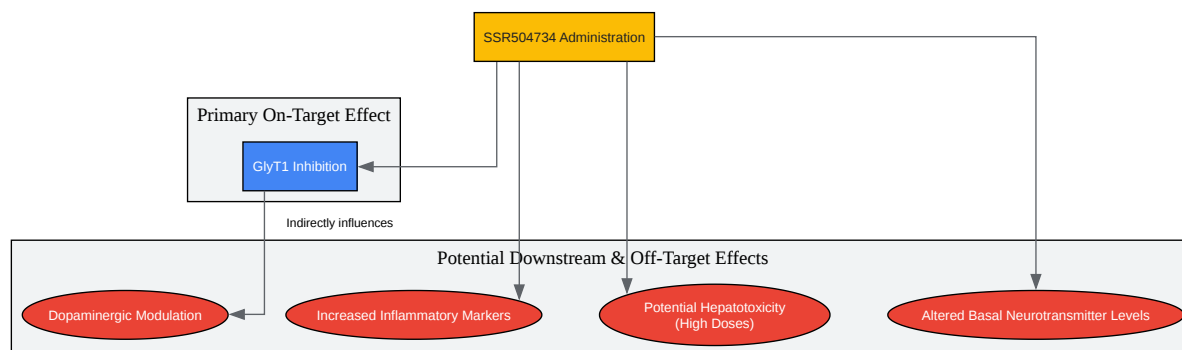 SSR504734 Administration
Primary On-Target Effect
GlyT1 Inhibition
Indirectly influences
Potential Downstream & Off-Target Effects
Dopaminergic Modulation
Increased Inflammatory Markers
Potential Hepatotoxicity
(High Doses)
Altered Basal Neurotransmitter Levels